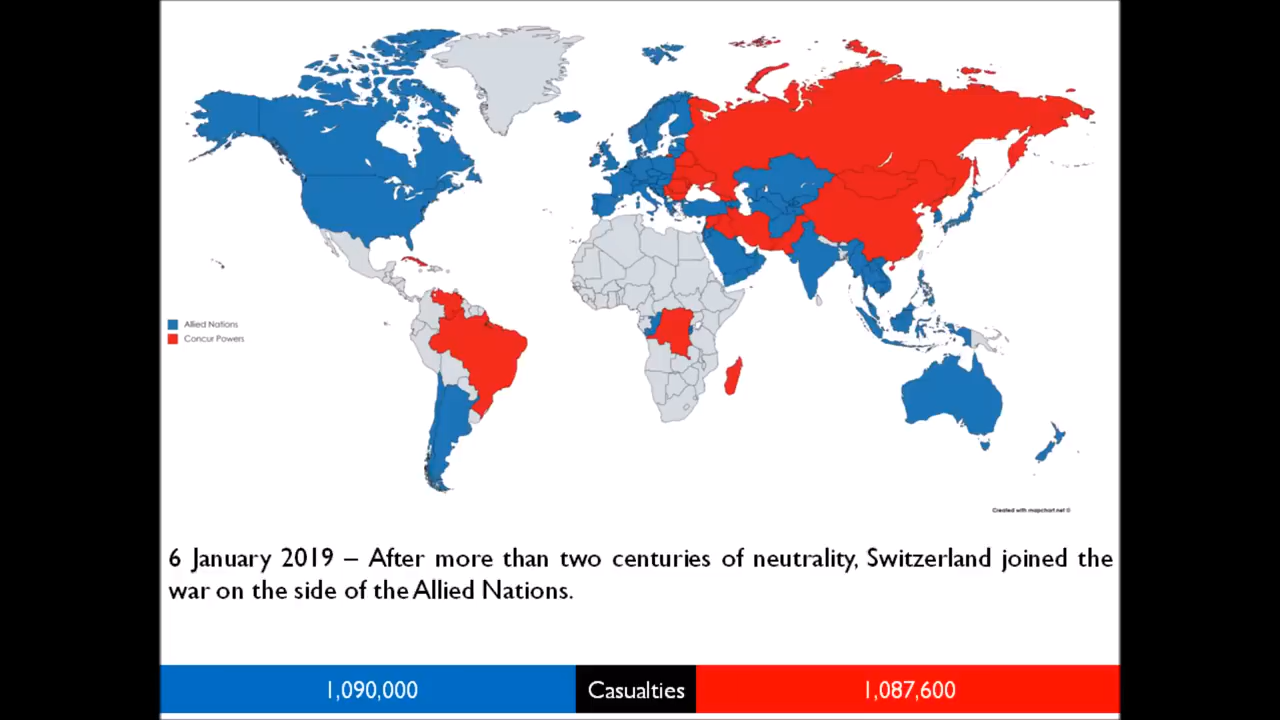 Allied Nations
Concur Powers
Created with mapchart.net ©
6 January 2019 – After more than two centuries of neutrality, Switzerland joined the
war on the side of the Allied Nations.
1,090,000 Casualties 1,087,600